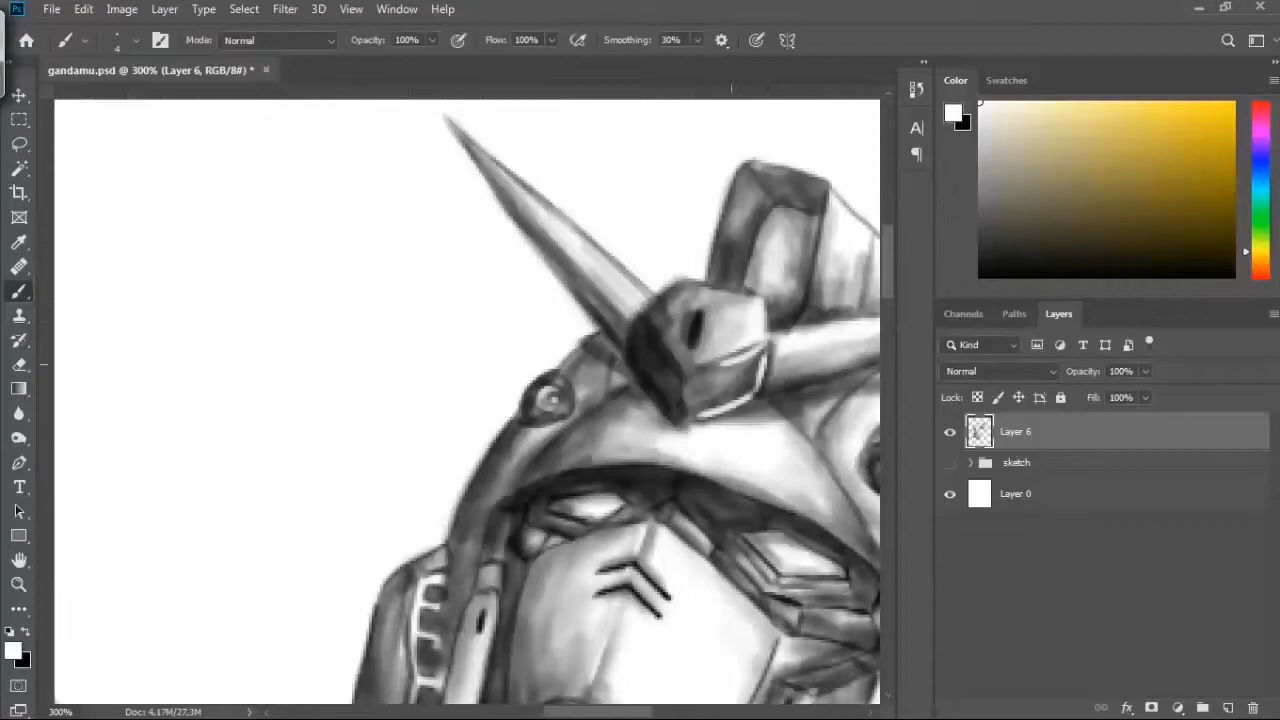 Ps File Edit Image Layer Type Select Filter 3D View Window Help
4 Mode: Normal Opacity: 100% Flow: 100% Smoothing: 30%
gandamu.psd @ 300% (Layer 6, RGB/8#) *
Color Swatches
Channels Paths Layers
Kind
Normal Opacity: 100%
Lock: Fill: 100%
Layer 6
sketch
Layer 0
300% Doc: 4,17M/27,3M